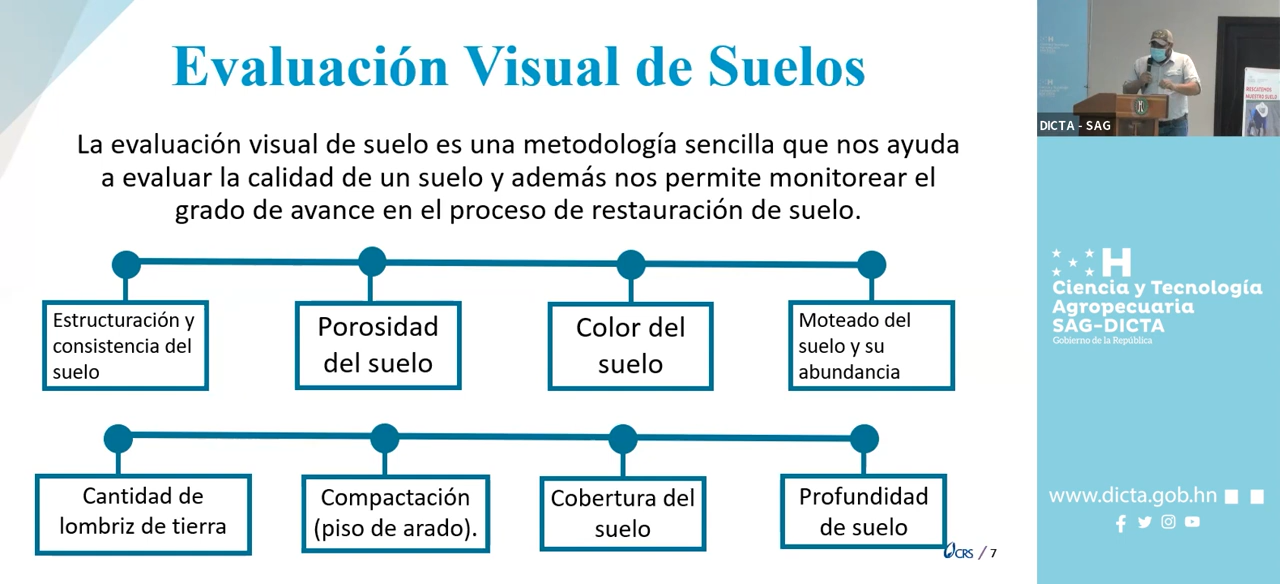 Evaluación Visual de Suelos
La evaluación visual de suelo es una metodología sencilla que nos ayuda
a evaluar la calidad de un suelo y además nos permite monitorear el
grado de avance en el proceso de restauración de suelo.
Estructuración y
consistencia del
suelo
Porosidad
del suelo
Color del
suelo
Moteado del
suelo y su
abundancia
Cantidad de
lombriz de tierra
Compactación
(piso de arado).
Cobertura del
suelo
Profundidad
de suelo
CRS / 7
RESCATEMOS
NUESTRO SUELO
DICTA - SAG
H
Ciencia y Tecnología
Agropecuaria
SAG-DICTA
Gobierno de la República
www.dicta.gob.hn